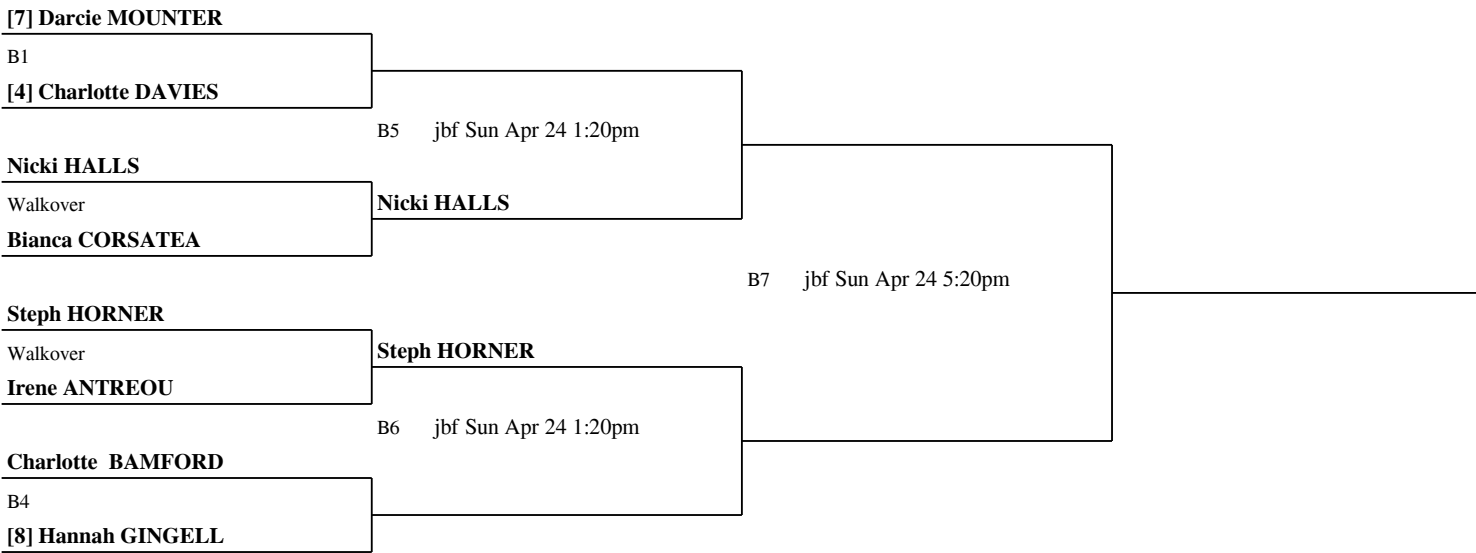 [7] Darcie MOUNTER
B1
[4] Charlotte DAVIES
B5 jbf Sun Apr 24 1:20pm
Nicki HALLS
Walkover
Nicki HALLS
Bianca CORSATEA
B7 jbf Sun Apr 24 5:20pm
Steph HORNER
Walkover
Steph HORNER
Irene ANTREOU
B6 jbf Sun Apr 24 1:20pm
Charlotte BAMFORD
B4
[8] Hannah GINGELL